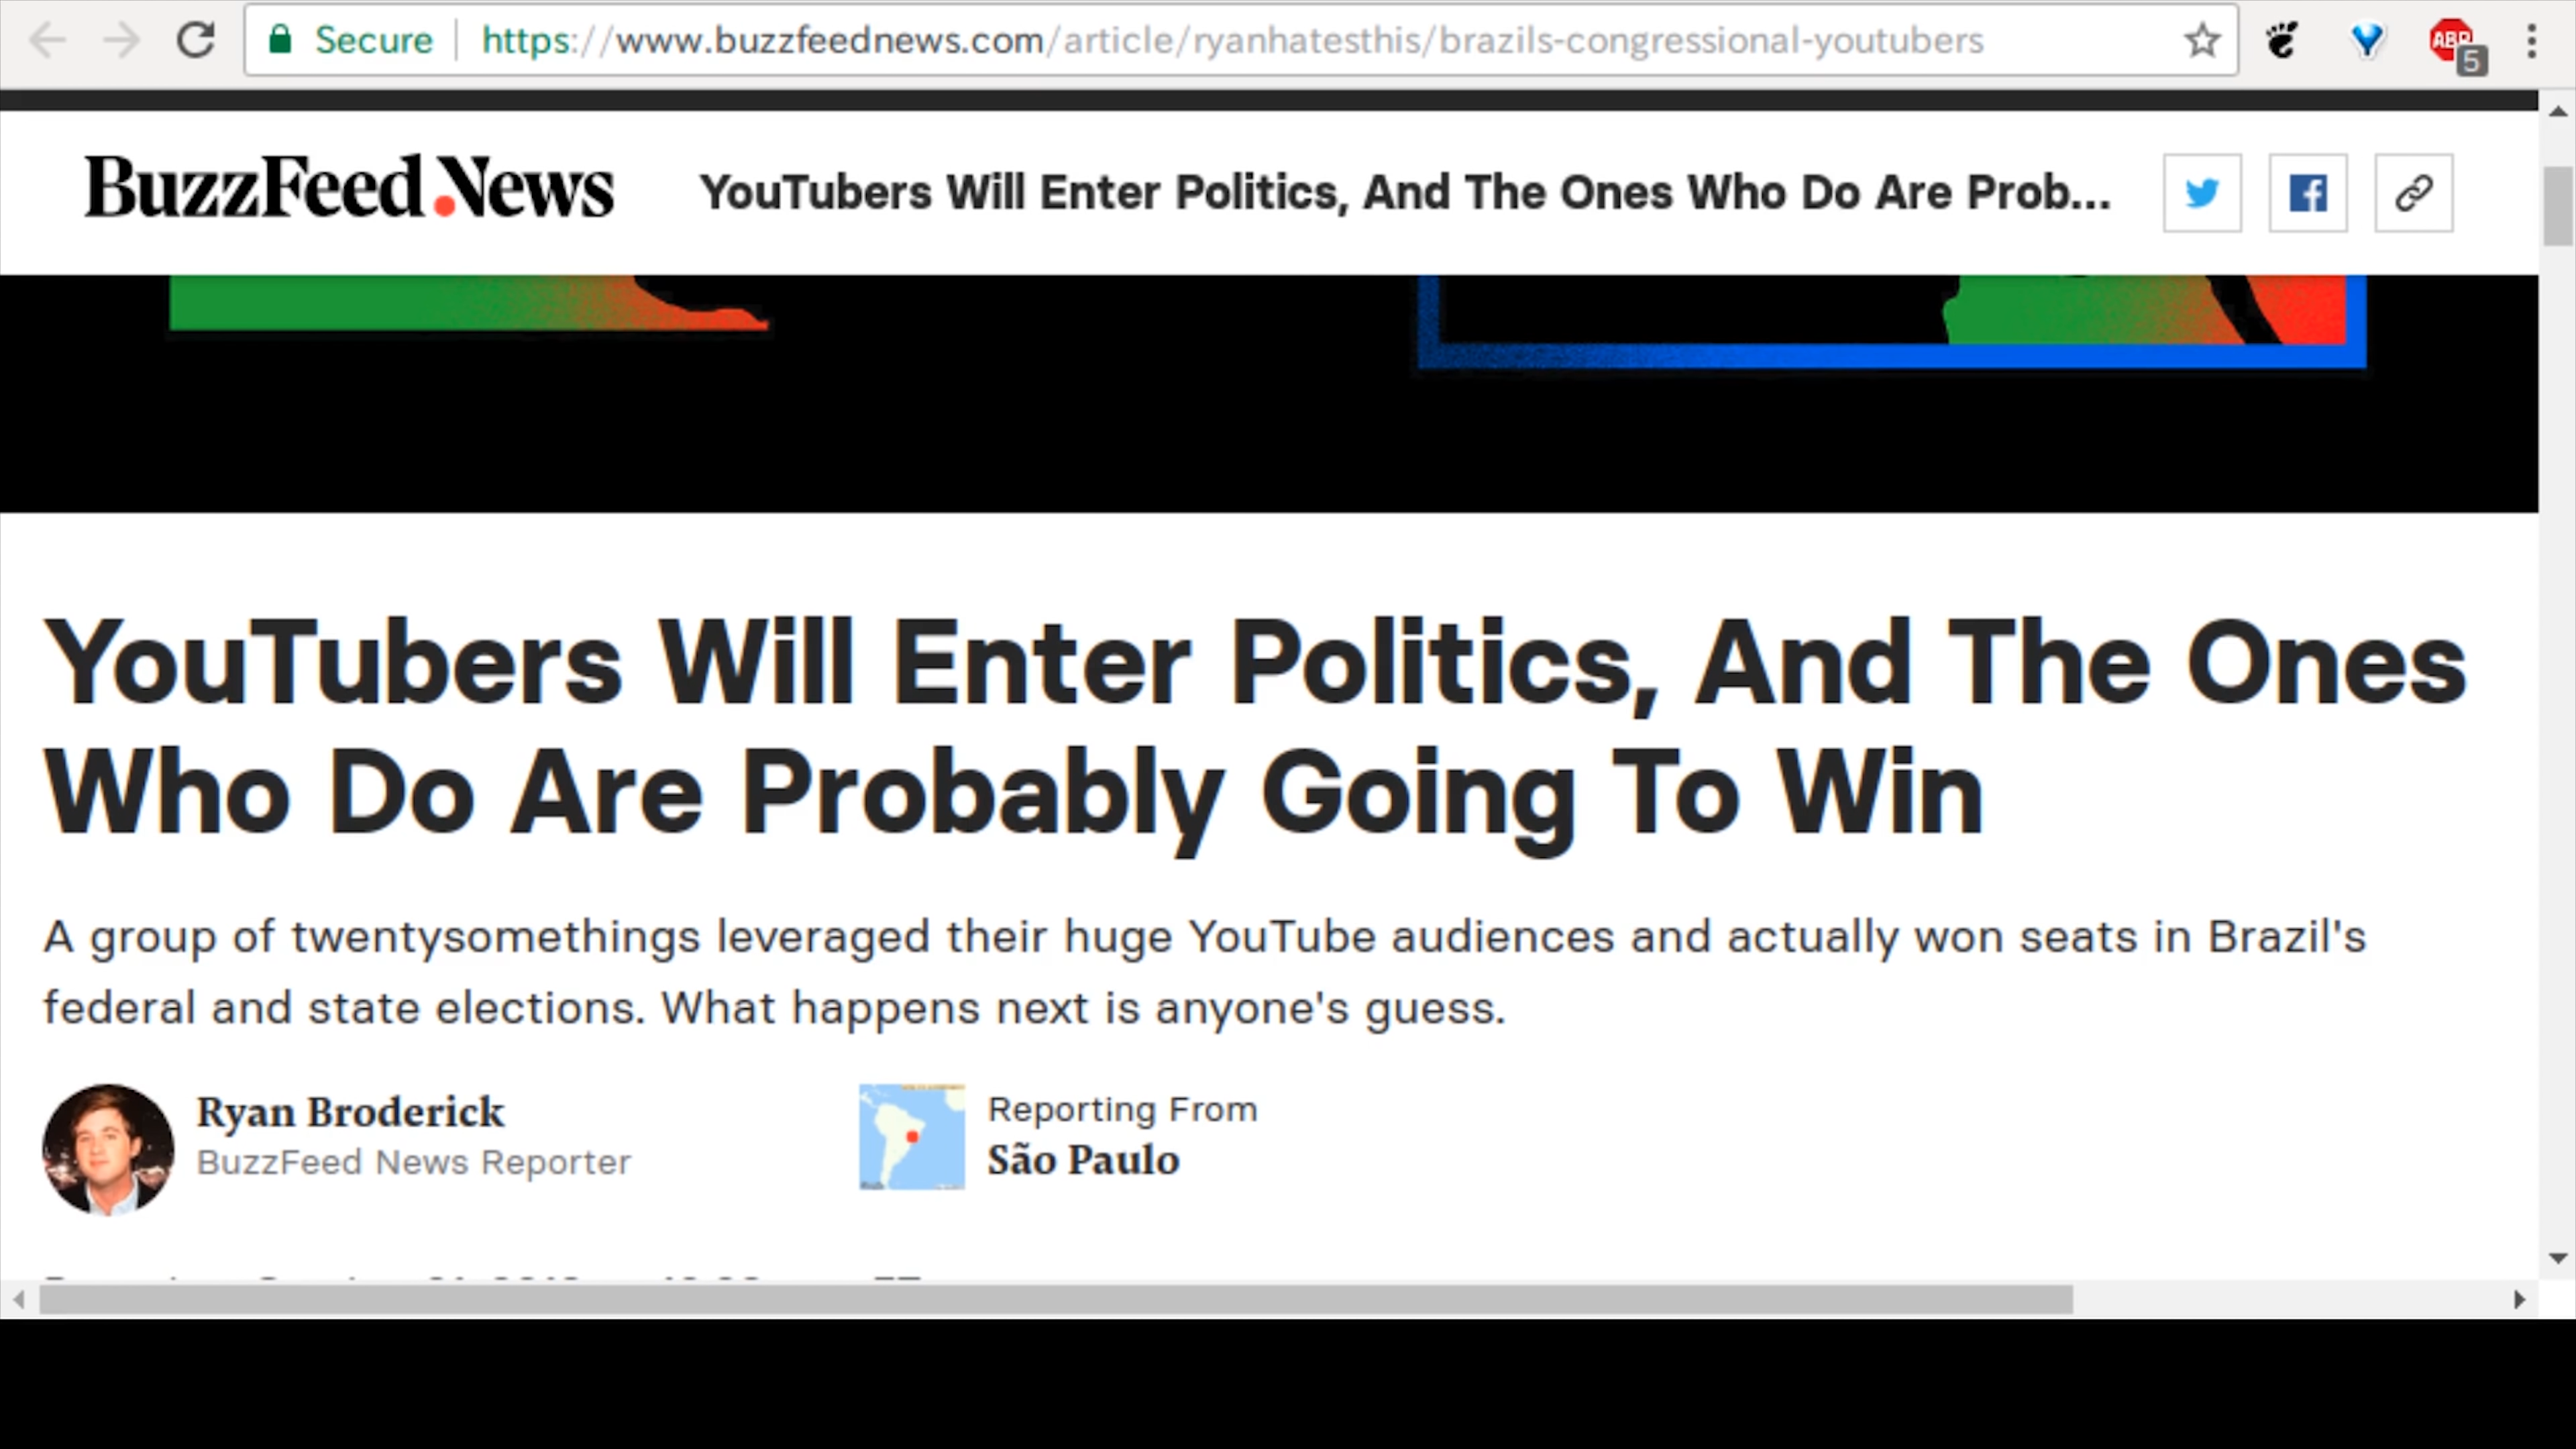 Secure https://www.buzzfeednews.com/article/ryanhatesthis/brazils-congressional-youtubers
ABP
5
BuzzFeed News
YouTubers Will Enter Politics, And The Ones Who Do Are Prob...
YouTubers Will Enter Politics, And The Ones
Who Do Are Probably Going To Win
A group of twentysomethings leveraged their huge YouTube audiences and actually won seats in Brazil's
federal and state elections. What happens next is anyone's guess.
Ryan Broderick
BuzzFeed News Reporter
Reporting From
São Paulo